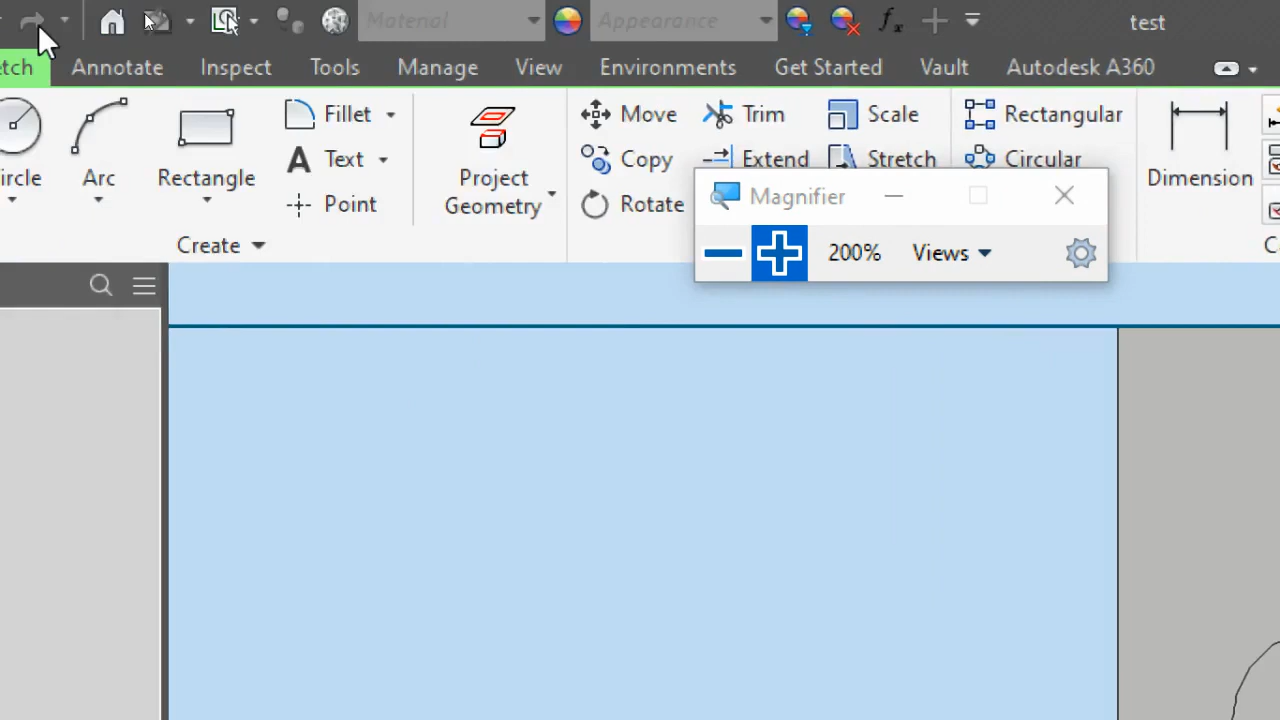 Material
Appearance
fx
test
tch
Annotate
Inspect
Tools
Manage
View
Environments
Get Started
Vault
Autodesk A360
ircle
Arc
Rectangle
Fillet
A Text
Point
Create
Project
Geometry
Move
Copy
Rotate
Trim
Extend
Scale
Stretch
Rectangular
Circular
Dimension
C
Magnifier
200%
Views